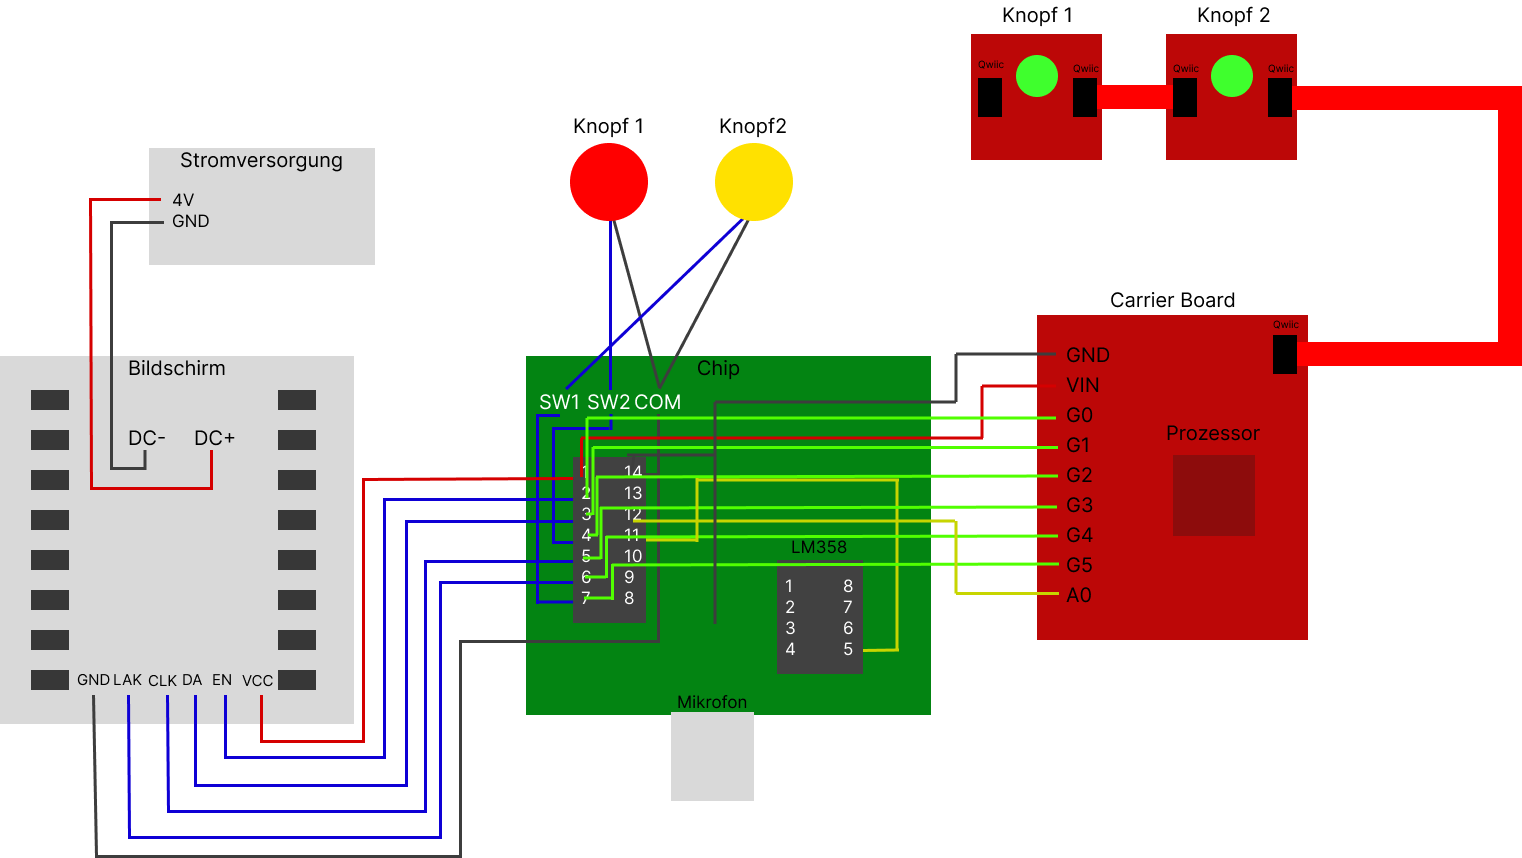 Knopf 1
Knopf 2
Qwiic
Qwiic
Qwiic
Qwiic
Knopf 1
Knopf2
Stromversorgung
4V
GND
Carrier Board
Qwiic
GND
VIN
G0
G1
G2
G3
G4
G5
A0
Prozessor
Bildschirm
DC-
DC+
GND
LAK
CLK
DA
EN
VCC
Chip
SW1
SW2
COM
1
14
2
13
3
12
4
11
5
10
6
9
7
8
LM358
1
8
2
7
3
6
4
5
Mikrofon